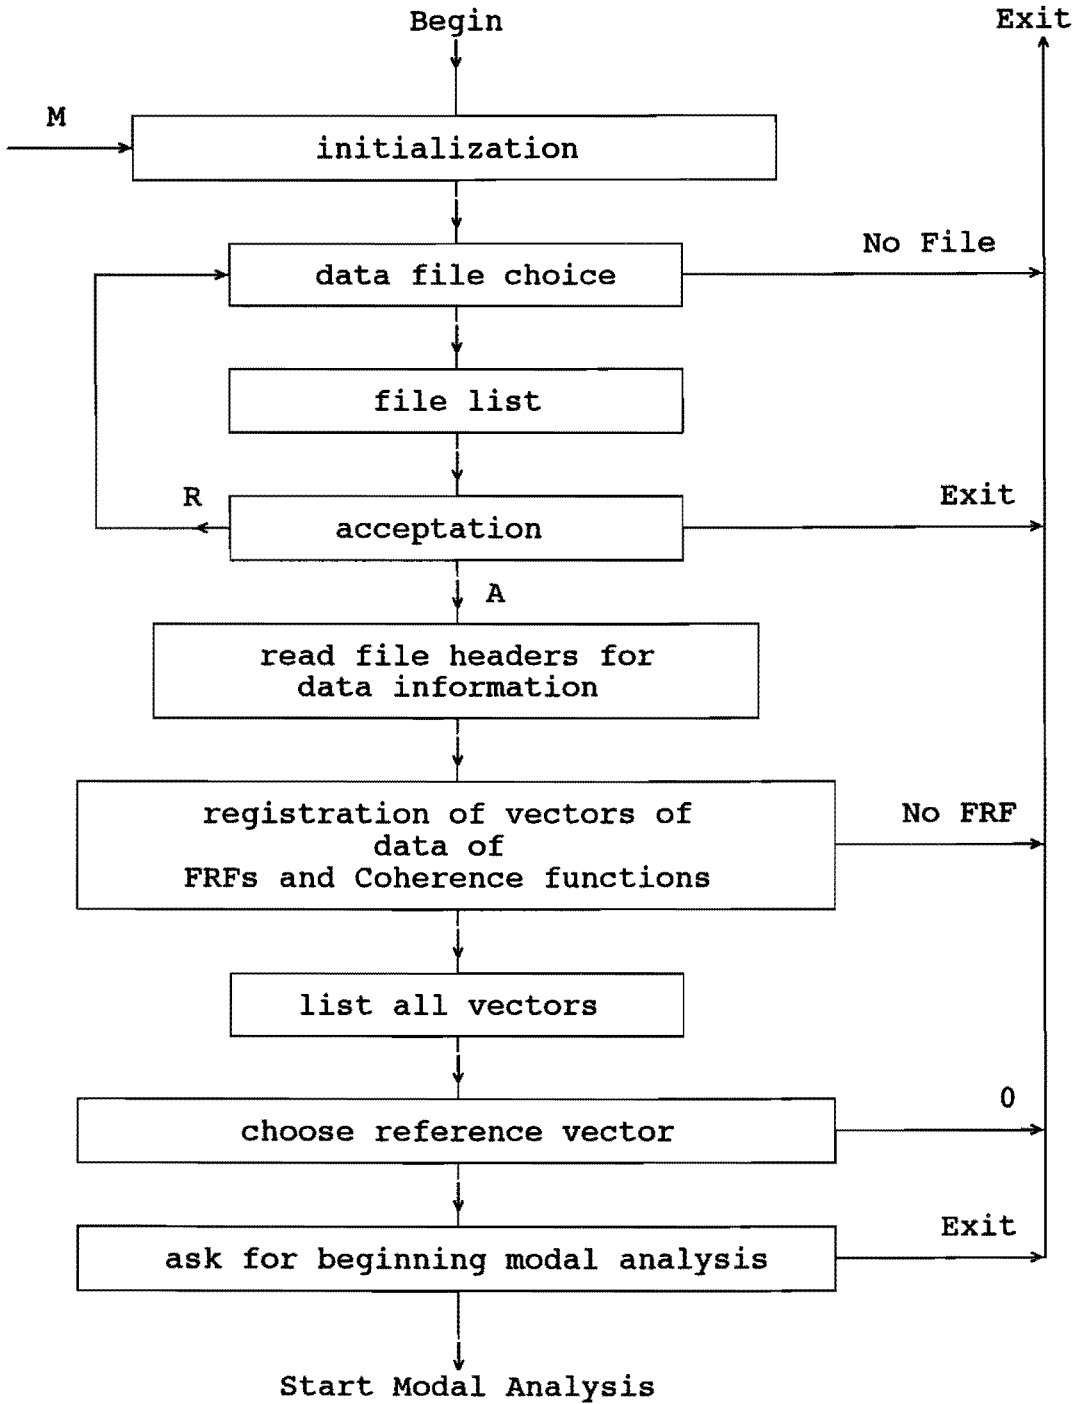 Begin
Exit
M
initialization
No File
data file choice
file list
R
Exit
acceptation
A
read file headers for
data information
registration of vectors of
data of
FRFs and Coherence functions
No FRF
list all vectors
0
choose reference vector
Exit
ask for beginning modal analysis
Start Modal Analysis